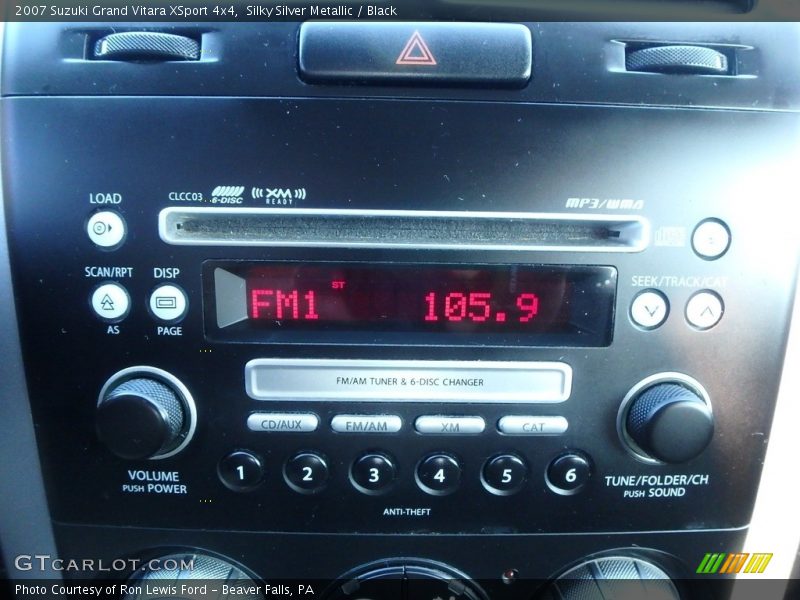 2007 Suzuki Grand Vitara XSport 4x4, Silky Silver Metallic / Black
LOAD
CLCC03
6-DISC
XM
READY
MP3/WMA
SCAN/RPT
DISP
AS
PAGE
FM1
ST
105.9
SEEK/TRACK/CAT
FM/AM TUNER & 6-DISC CHANGER
CD/AUX
FM/AM
XM
CAT
1
2
3
4
5
6
VOLUME
PUSH POWER
TUNE/FOLDER/CH
PUSH SOUND
ANTI-THEFT
GTCARLOT.COM
Photo Courtesy of Ron Lewis Ford - Beaver Falls, PA